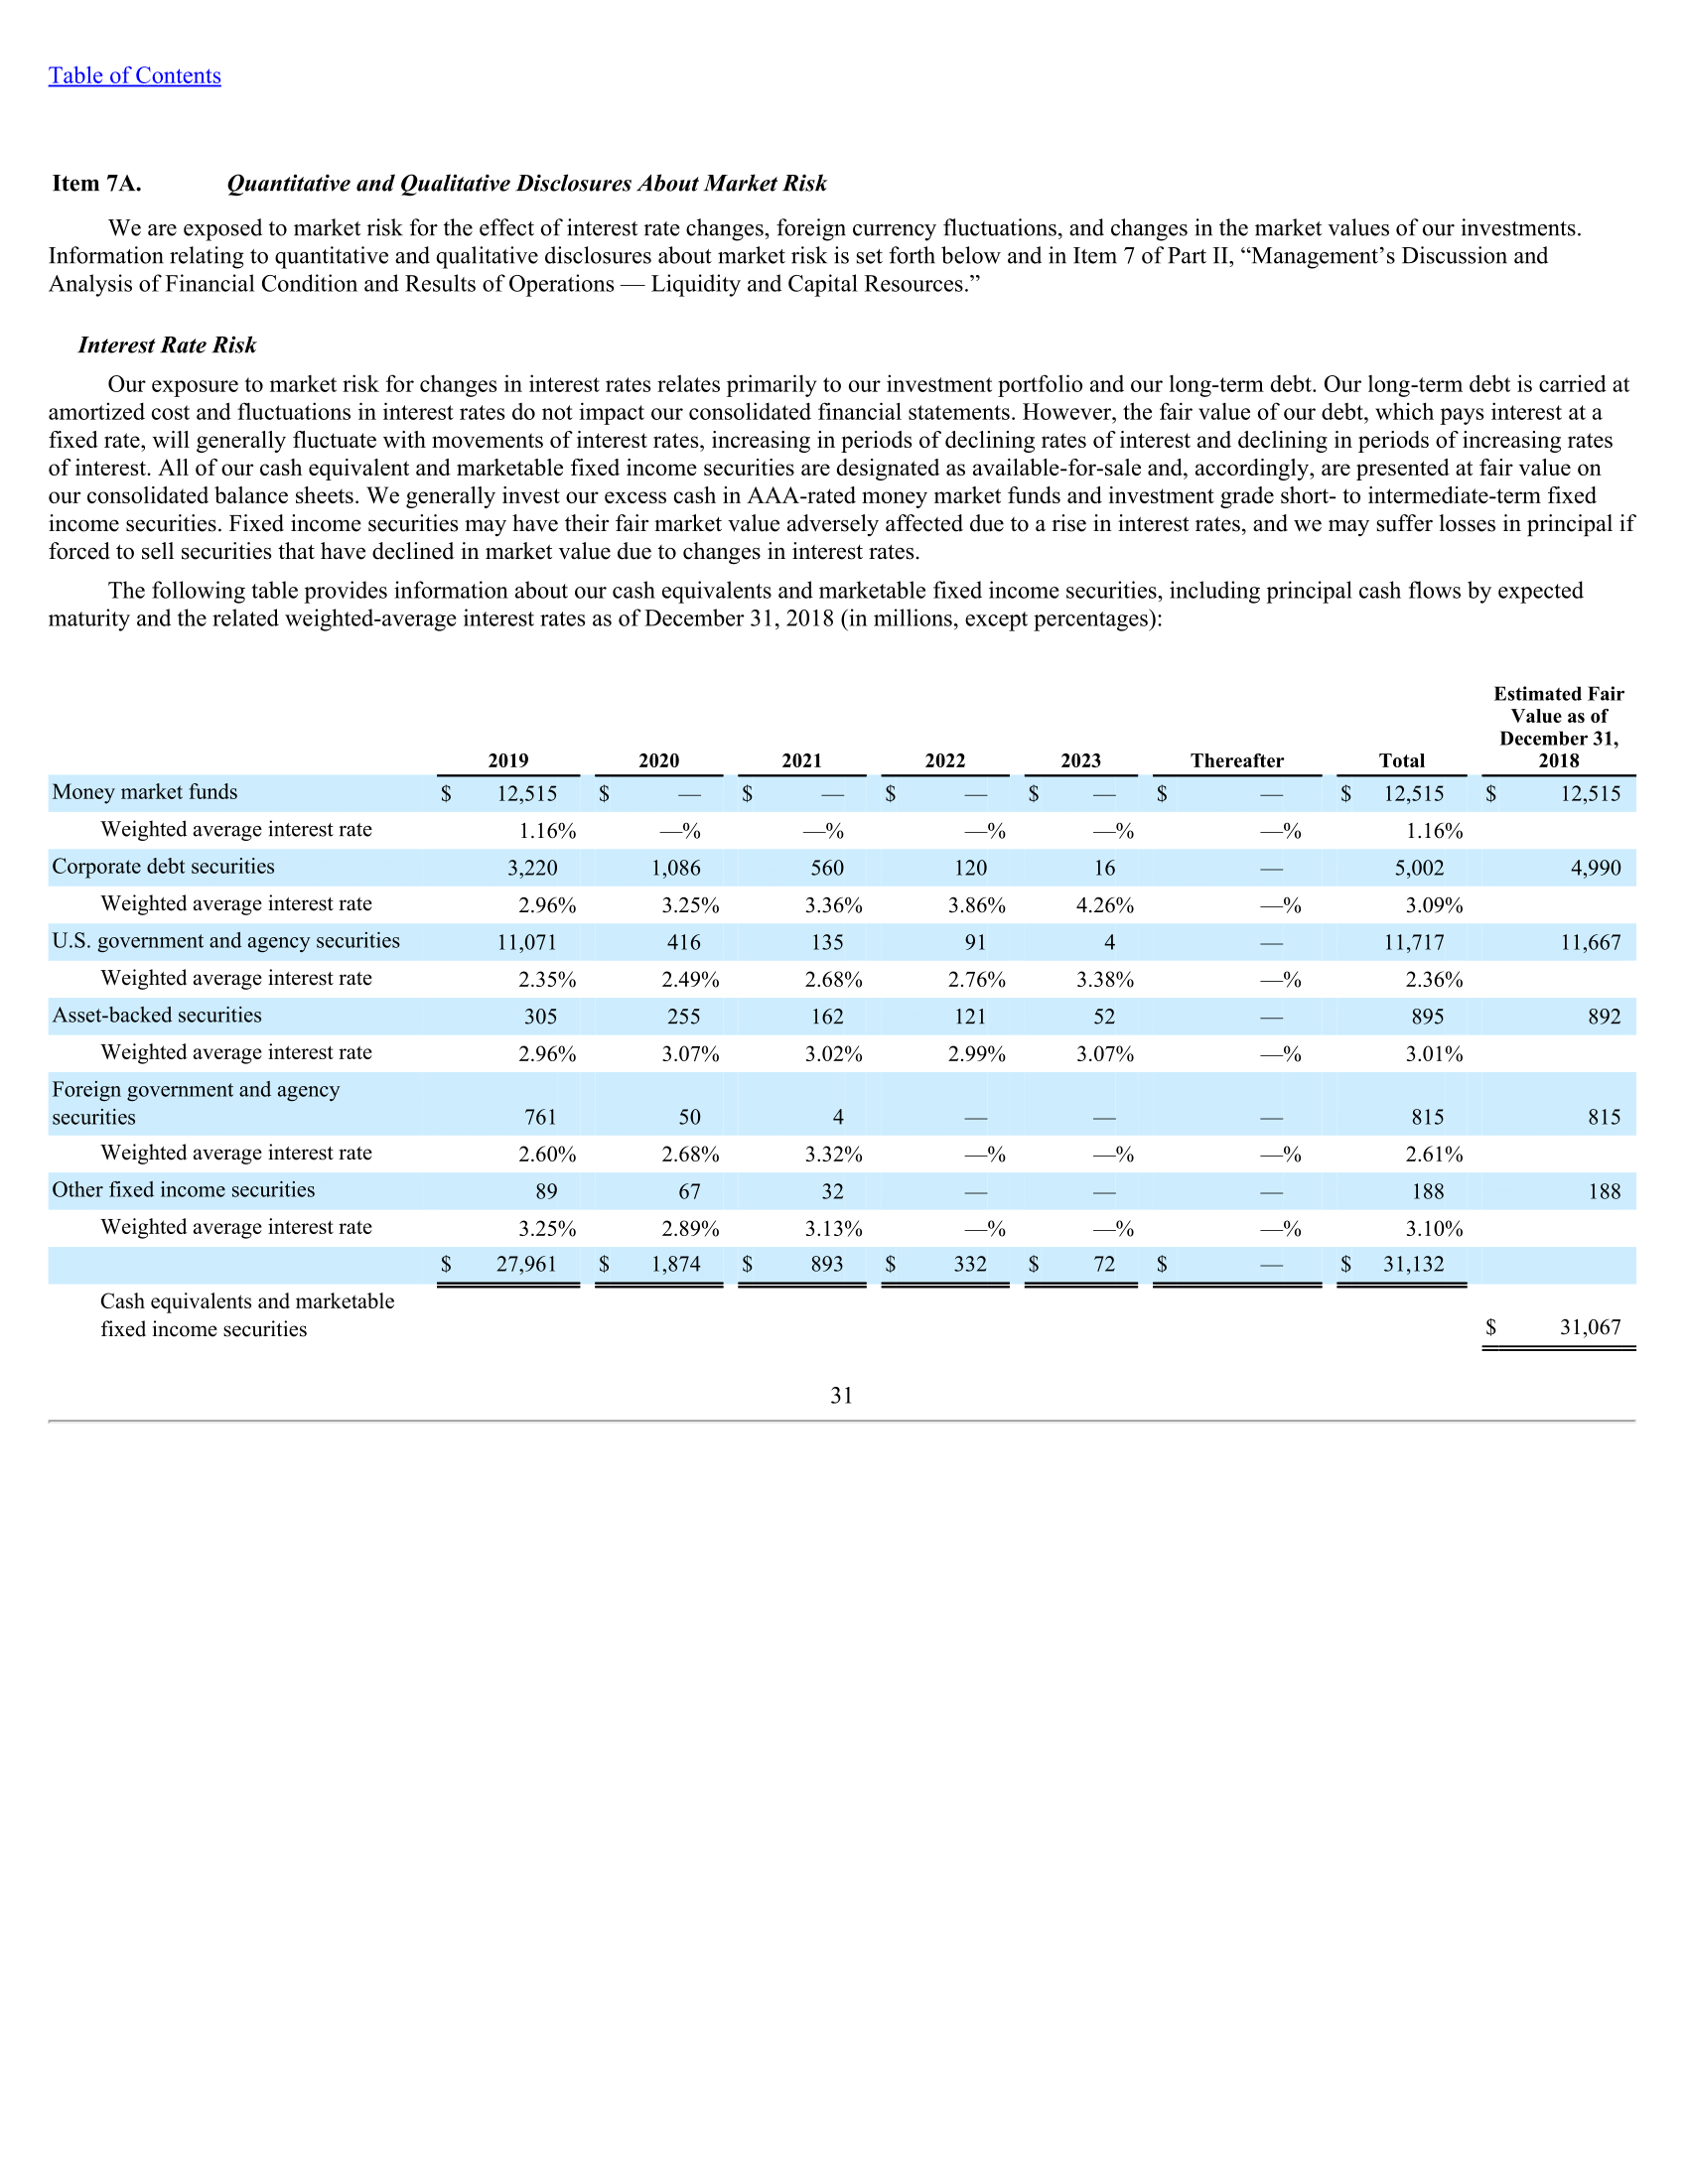 Table of Contents
Item 7A. Quantitative and Qualitative Disclosures About Market Risk
We are exposed to market risk for the effect of interest rate changes, foreign currency fluctuations, and changes in the market values of our investments.
Information relating to quantitative and qualitative disclosures about market risk is set forth below and in Item 7 of Part II, “Management’s Discussion and
Analysis of Financial Condition and Results of Operations — Liquidity and Capital Resources.”
Interest Rate Risk
Our exposure to market risk for changes in interest rates relates primarily to our investment portfolio and our long-term debt. Our long-term debt is carried at
amortized cost and fluctuations in interest rates do not impact our consolidated financial statements. However, the fair value of our debt, which pays interest at a
fixed rate, will generally fluctuate with movements of interest rates, increasing in periods of declining rates of interest and declining in periods of increasing rates
of interest. All of our cash equivalent and marketable fixed income securities are designated as available-for-sale and, accordingly, are presented at fair value on
our consolidated balance sheets. We generally invest our excess cash in AAA-rated money market funds and investment grade short- to intermediate-term fixed
income securities. Fixed income securities may have their fair market value adversely affected due to a rise in interest rates, and we may suffer losses in principal if
forced to sell securities that have declined in market value due to changes in interest rates.
The following table provides information about our cash equivalents and marketable fixed income securities, including principal cash flows by expected
maturity and the related weighted-average interest rates as of December 31, 2018 (in millions, except percentages):
Estimated Fair
Value as of
December 31,
2019 2020 2021 2022 2023 Thereafter Total 2018
Money market funds $ 12,515 $ — $ — $ — $ — $ — $ 12,515 $ 12,515
Weighted average interest rate 1.16% —% —% —% —% —% 1.16%
Corporate debt securities 3,220 1,086 560 120 16 — 5,002 4,990
Weighted average interest rate 2.96% 3.25% 3.36% 3.86% 4.26% —% 3.09%
U.S. government and agency securities 11,071 416 135 91 4 — 11,717 11,667
Weighted average interest rate 2.35% 2.49% 2.68% 2.76% 3.38% —% 2.36%
Asset-backed securities 305 255 162 121 52 — 895 892
Weighted average interest rate 2.96% 3.07% 3.02% 2.99% 3.07% —% 3.01%
Foreign government and agency
securities 761 50 4 — — — 815 815
Weighted average interest rate 2.60% 2.68% 3.32% —% —% —% 2.61%
Other fixed income securities 89 67 32 — — — 188 188
Weighted average interest rate 3.25% 2.89% 3.13% —% —% —% 3.10%
$ 27,961 $ 1,874 $ 893 $ 332 $ 72 $ — $ 31,132
Cash equivalents and marketable
fixed income securities $ 31,067
31